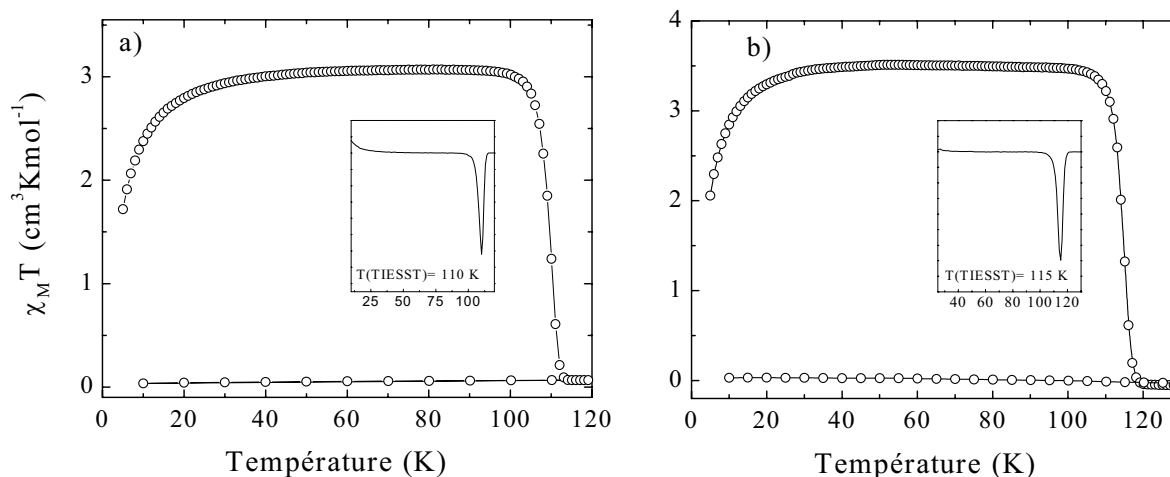 a)
χ_M T (cm³Kmol⁻¹)
3
2
1
0
T(TIESST)= 110 K
25 50 75 100
0 20 40 60 80 100 120
Température (K)
b)
4
3
2
1
0
T(TIESST)= 115 K
40 60 80 100 120
0 20 40 60 80 100 120
Température (K)